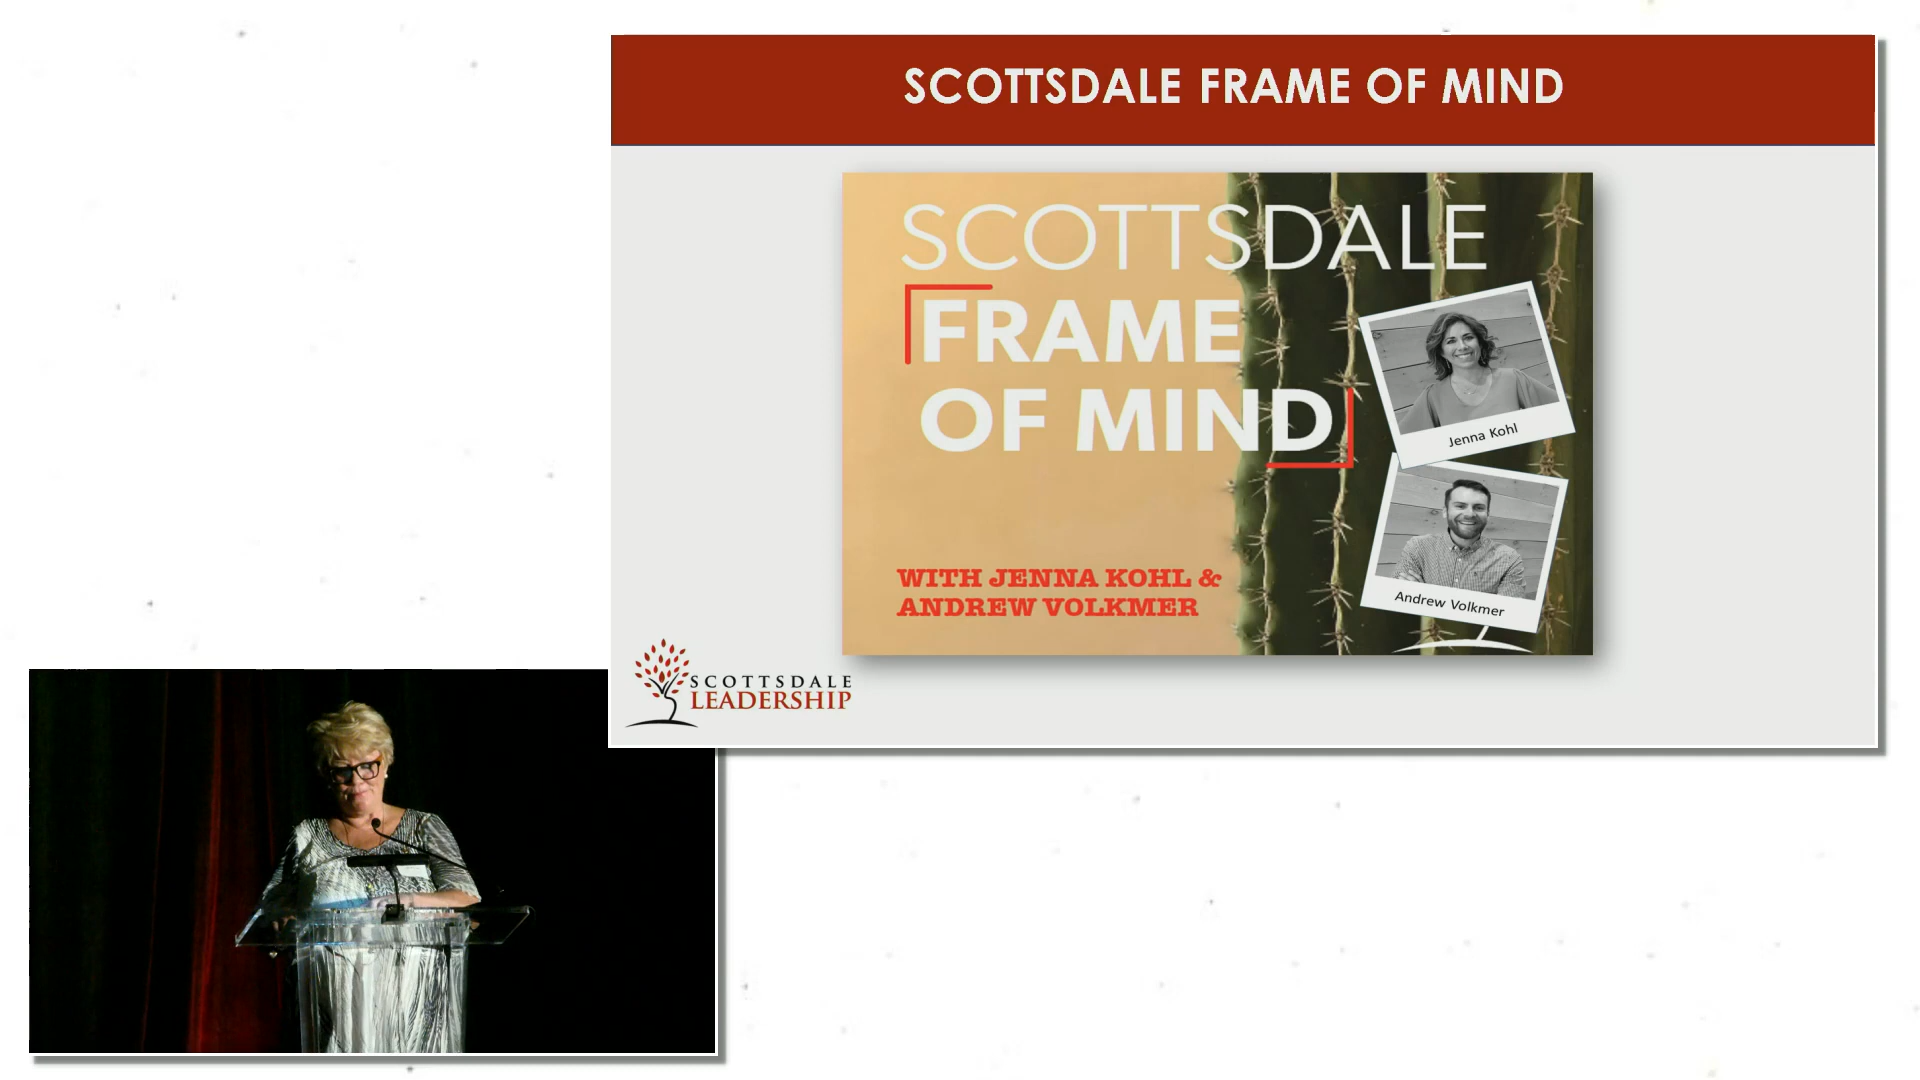 SCOTTSDALE FRAME OF MIND
SCOTTSDALE
FRAME
OF MIND
Jenna Kohl
Andrew Volkmer
WITH JENNA KOHL &
ANDREW VOLKMER
SCOTTSDALE
LEADERSHIP